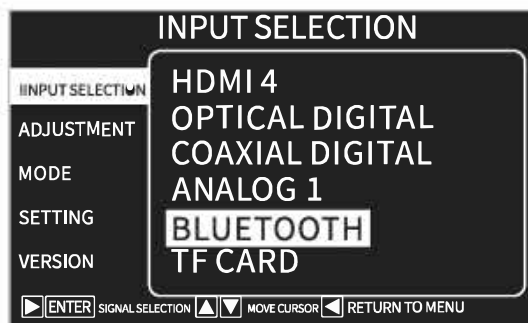 INPUT SELECTION
IINPUT SELECTION
ADJUSTMENT
MODE
SETTING
VERSION
HDMI 4
OPTICAL DIGITAL
COAXIAL DIGITAL
ANALOG 1
BLUETOOTH
TF CARD
ENTER SIGNAL SELECTION MOVE CURSOR RETURN TO MENU